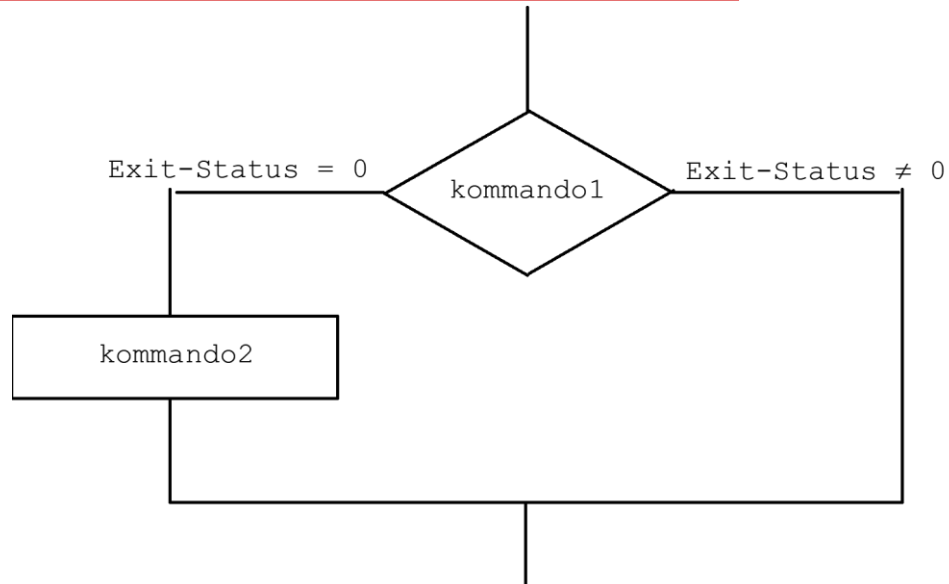 Exit-Status = 0
Exit-Status ≠ 0
kommando1
kommando2